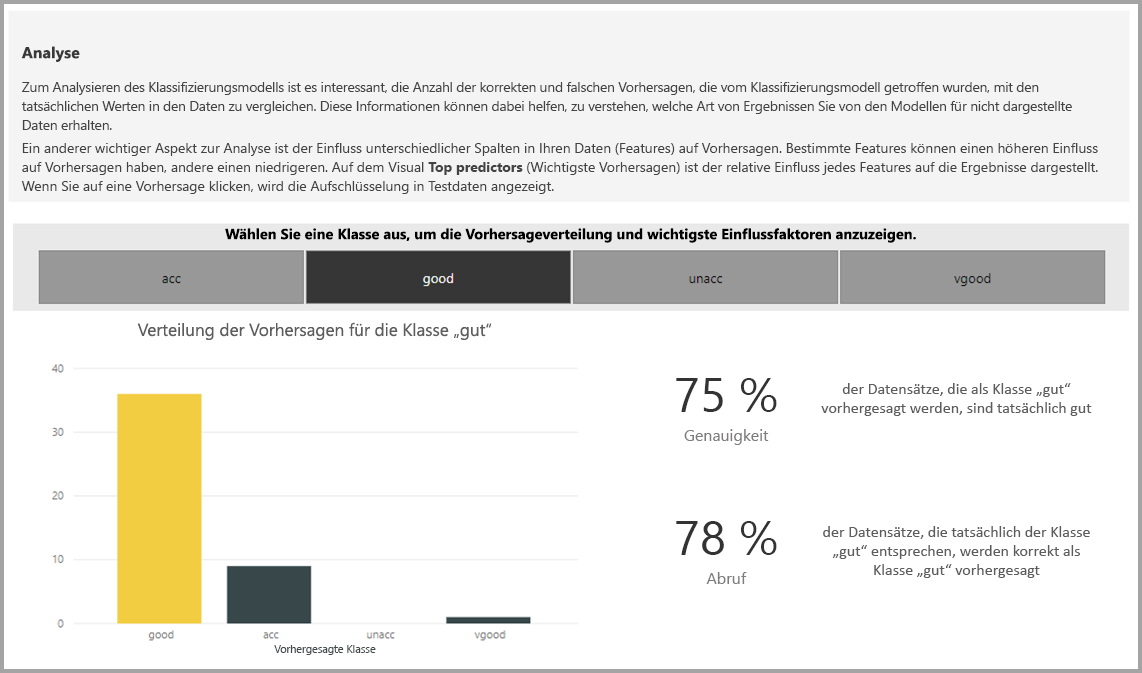 Analyse
Zum Analysieren des Klassifizierungsmodells ist es interessant, die Anzahl der korrekten und falschen Vorhersagen, die vom Klassifizierungsmodell getroffen wurden, mit den
tatsächlichen Werten in den Daten zu vergleichen. Diese Informationen können dabei helfen, zu verstehen, welche Art von Ergebnissen Sie von den Modellen für nicht dargestellte
Daten erhalten.
Ein anderer wichtiger Aspekt zur Analyse ist der Einfluss unterschiedlicher Spalten in Ihren Daten (Features) auf Vorhersagen. Bestimmte Features können einen höheren Einfluss
auf Vorhersagen haben, andere einen niedrigeren. Auf dem Visual Top predictors (Wichtigste Vorhersagen) ist der relative Einfluss jedes Features auf die Ergebnisse dargestellt.
Wenn Sie auf eine Vorhersage klicken, wird die Aufschlüsselung in Testdaten angezeigt.
Wählen Sie eine Klasse aus, um die Vorhersageverteilung und wichtigste Einflussfaktoren anzuzeigen.
acc good unacc vgood
Verteilung der Vorhersagen für die Klasse „gut“
40
30
20
10
0
good acc unacc vgood
Vorhergesagte Klasse
75 %
Genauigkeit
der Datensätze, die als Klasse „gut“
vorhergesagt werden, sind tatsächlich gut
78 %
Abruf
der Datensätze, die tatsächlich der Klasse
„gut“ entsprechen, werden korrekt als
Klasse „gut“ vorhergesagt